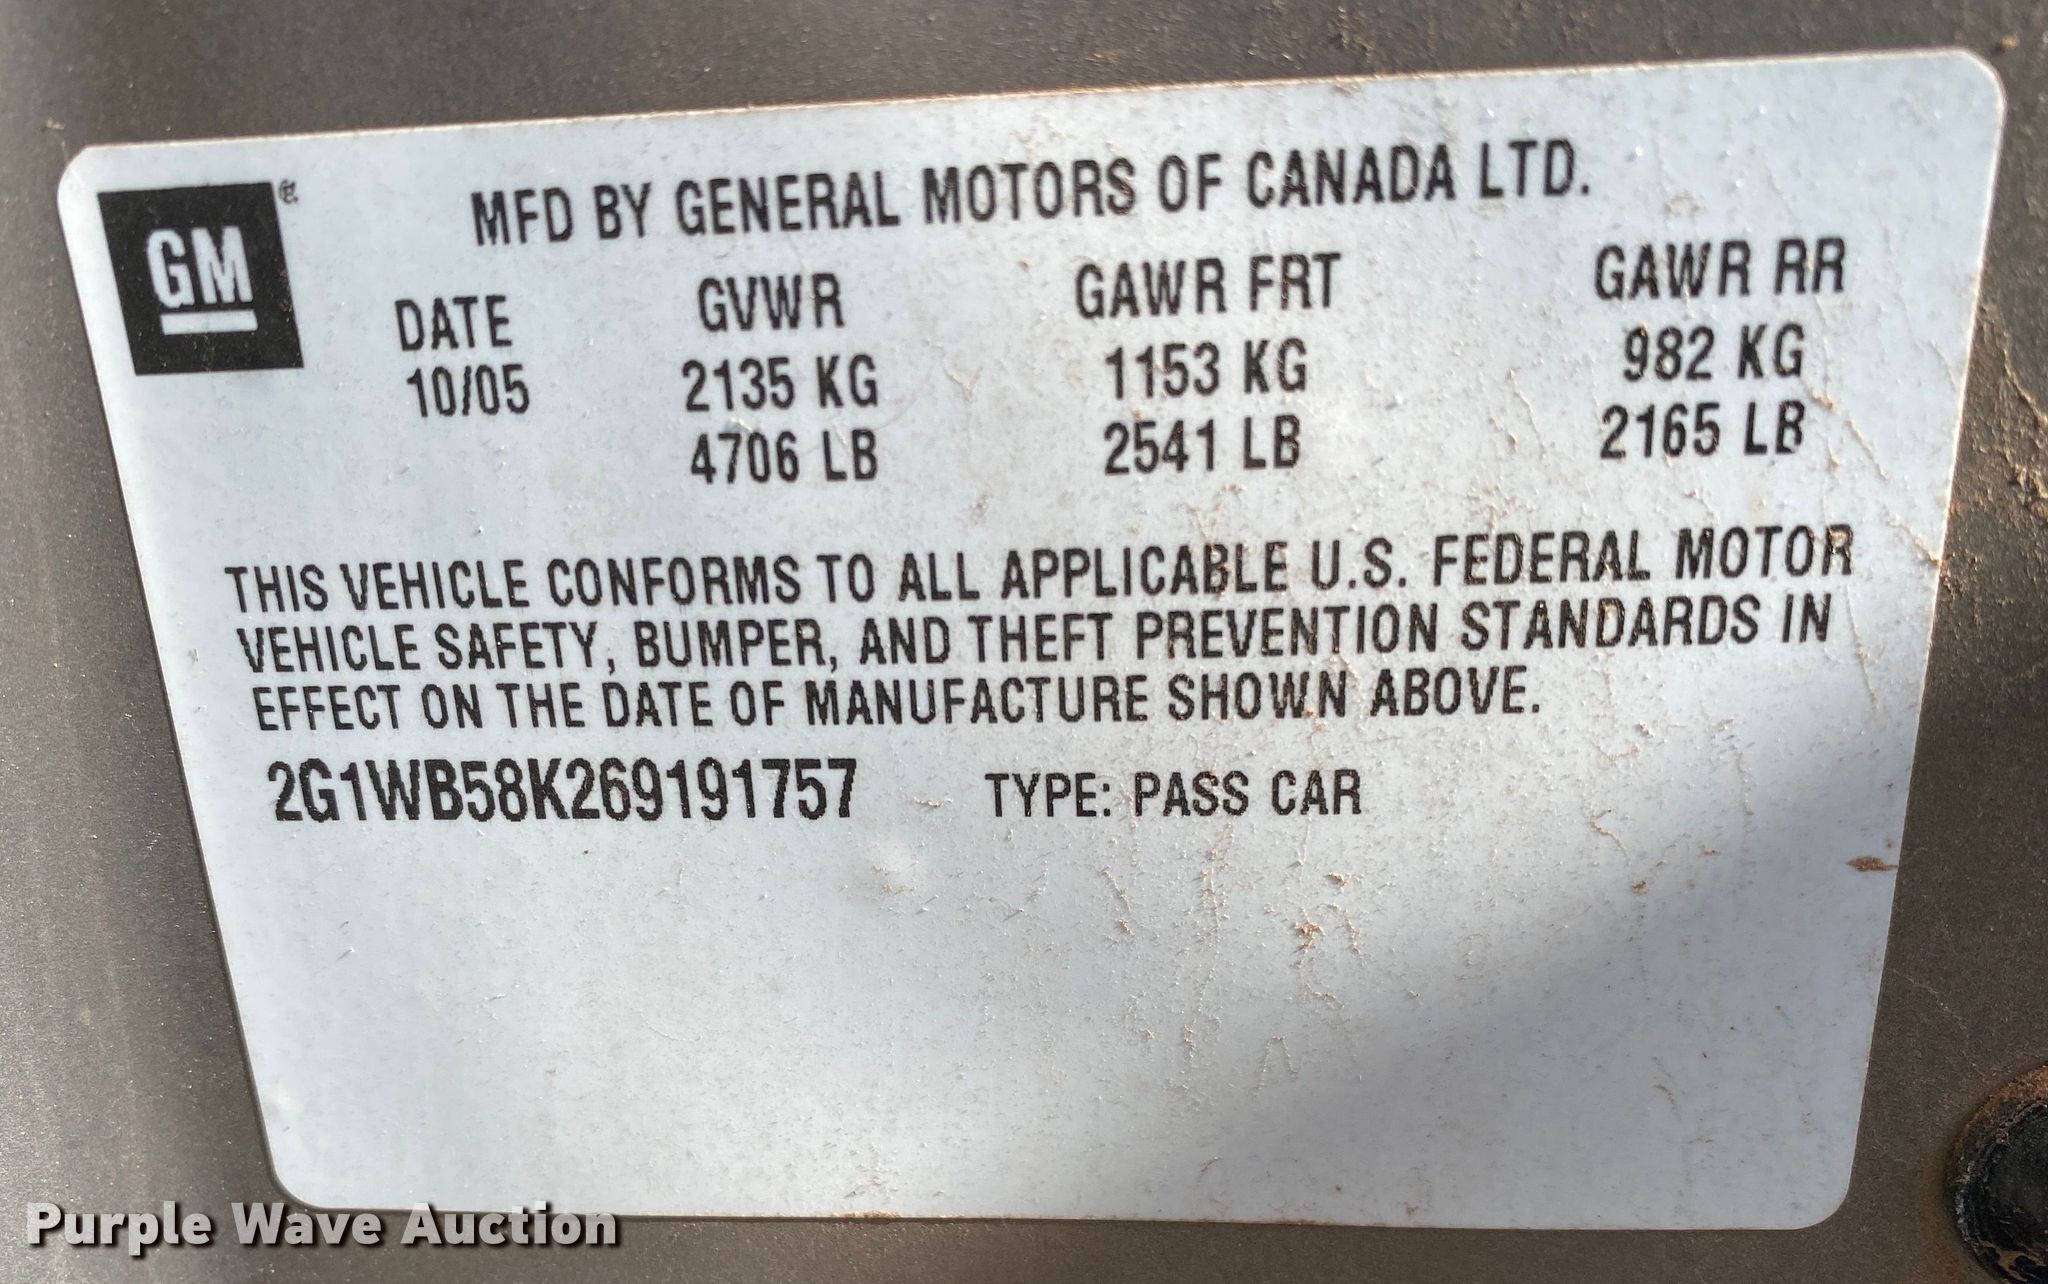 GM
MFD BY GENERAL MOTORS OF CANADA LTD.
DATE GVWR GAWR FRT GAWR RR
10/05 2135 KG 1153 KG 982 KG
4706 LB 2541 LB 2165 LB
THIS VEHICLE CONFORMS TO ALL APPLICABLE U.S. FEDERAL MOTOR
VEHICLE SAFETY, BUMPER, AND THEFT PREVENTION STANDARDS IN
EFFECT ON THE DATE OF MANUFACTURE SHOWN ABOVE.
2G1WB58K269191757 TYPE: PASS CAR
Purple Wave Auction